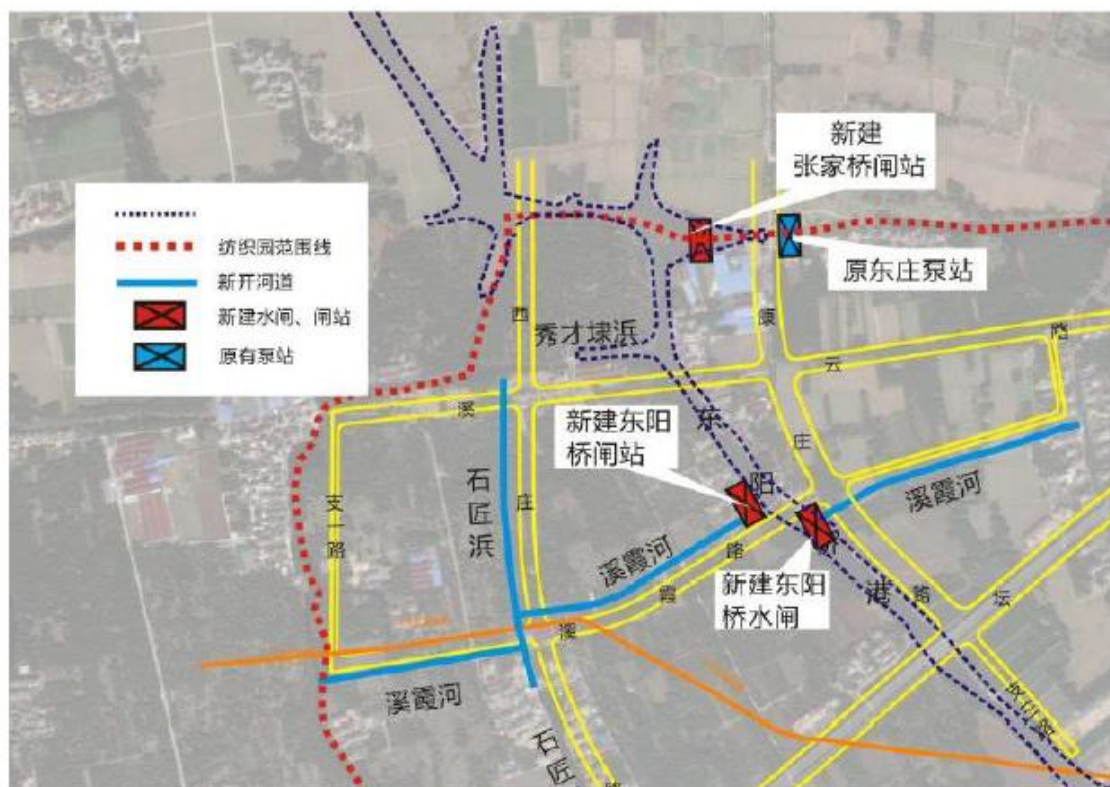 新建
张家桥闸站
原东庄泵站
纺织园范围线
新开河道
新建水闸、闸站
原有泵站
西
康
秀才埭浜
云
路
溪
新建东阳
桥闸站
东
庄
石
匠
浜
庄
支一路
阳
溪霞河
溪霞河
路
霞
桥
新建东阳
桥水闸
港
路
坛
溪
溪霞河
石
匠
路